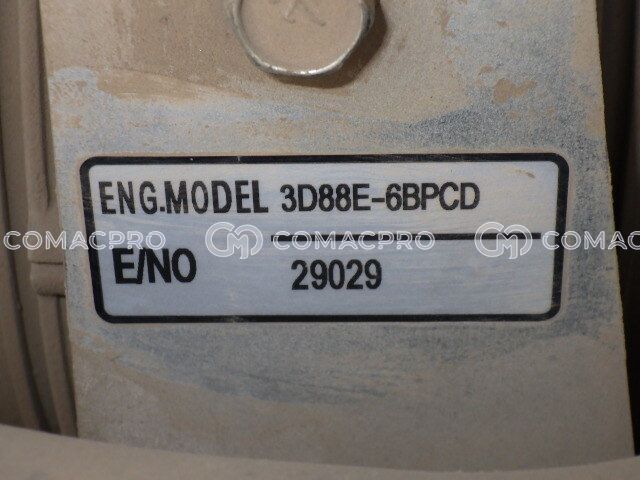 ENG.MODEL 3D88E-6BPCD
COMACPRO COMACPRO COMACPRO
E/NO 29029